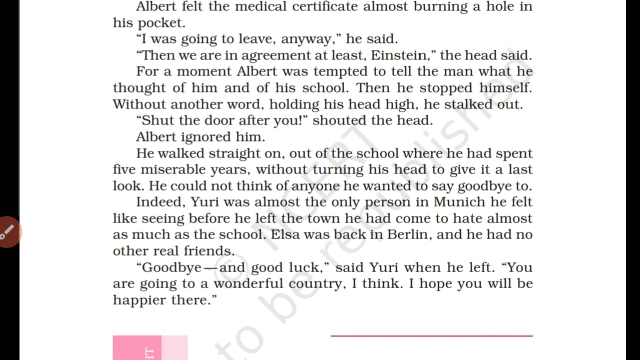 Albert felt the medical certificate almost burning a hole in
his pocket.
“I was going to leave, anyway,” he said.
“Then we are in agreement at least, Einstein,” the head said.
For a moment Albert was tempted to tell the man what he
thought of him and of his school. Then he stopped himself.
Without another word, holding his head high, he stalked out.
“Shut the door after you!” shouted the head.
Albert ignored him.
He walked straight on, out of the school where he had spent
five miserable years, without turning his head to give it a last
look. He could not think of anyone he wanted to say goodbye to.
Indeed, Yuri was almost the only person in Munich he felt
like seeing before he left the town he had come to hate almost
as much as the school. Elsa was back in Berlin, and he had no
other real friends.
“Goodbye — and good luck,” said Yuri when he left. “You
are going to a wonderful country, I think. I hope you will be
happier there.”
© NCERT
to be republished